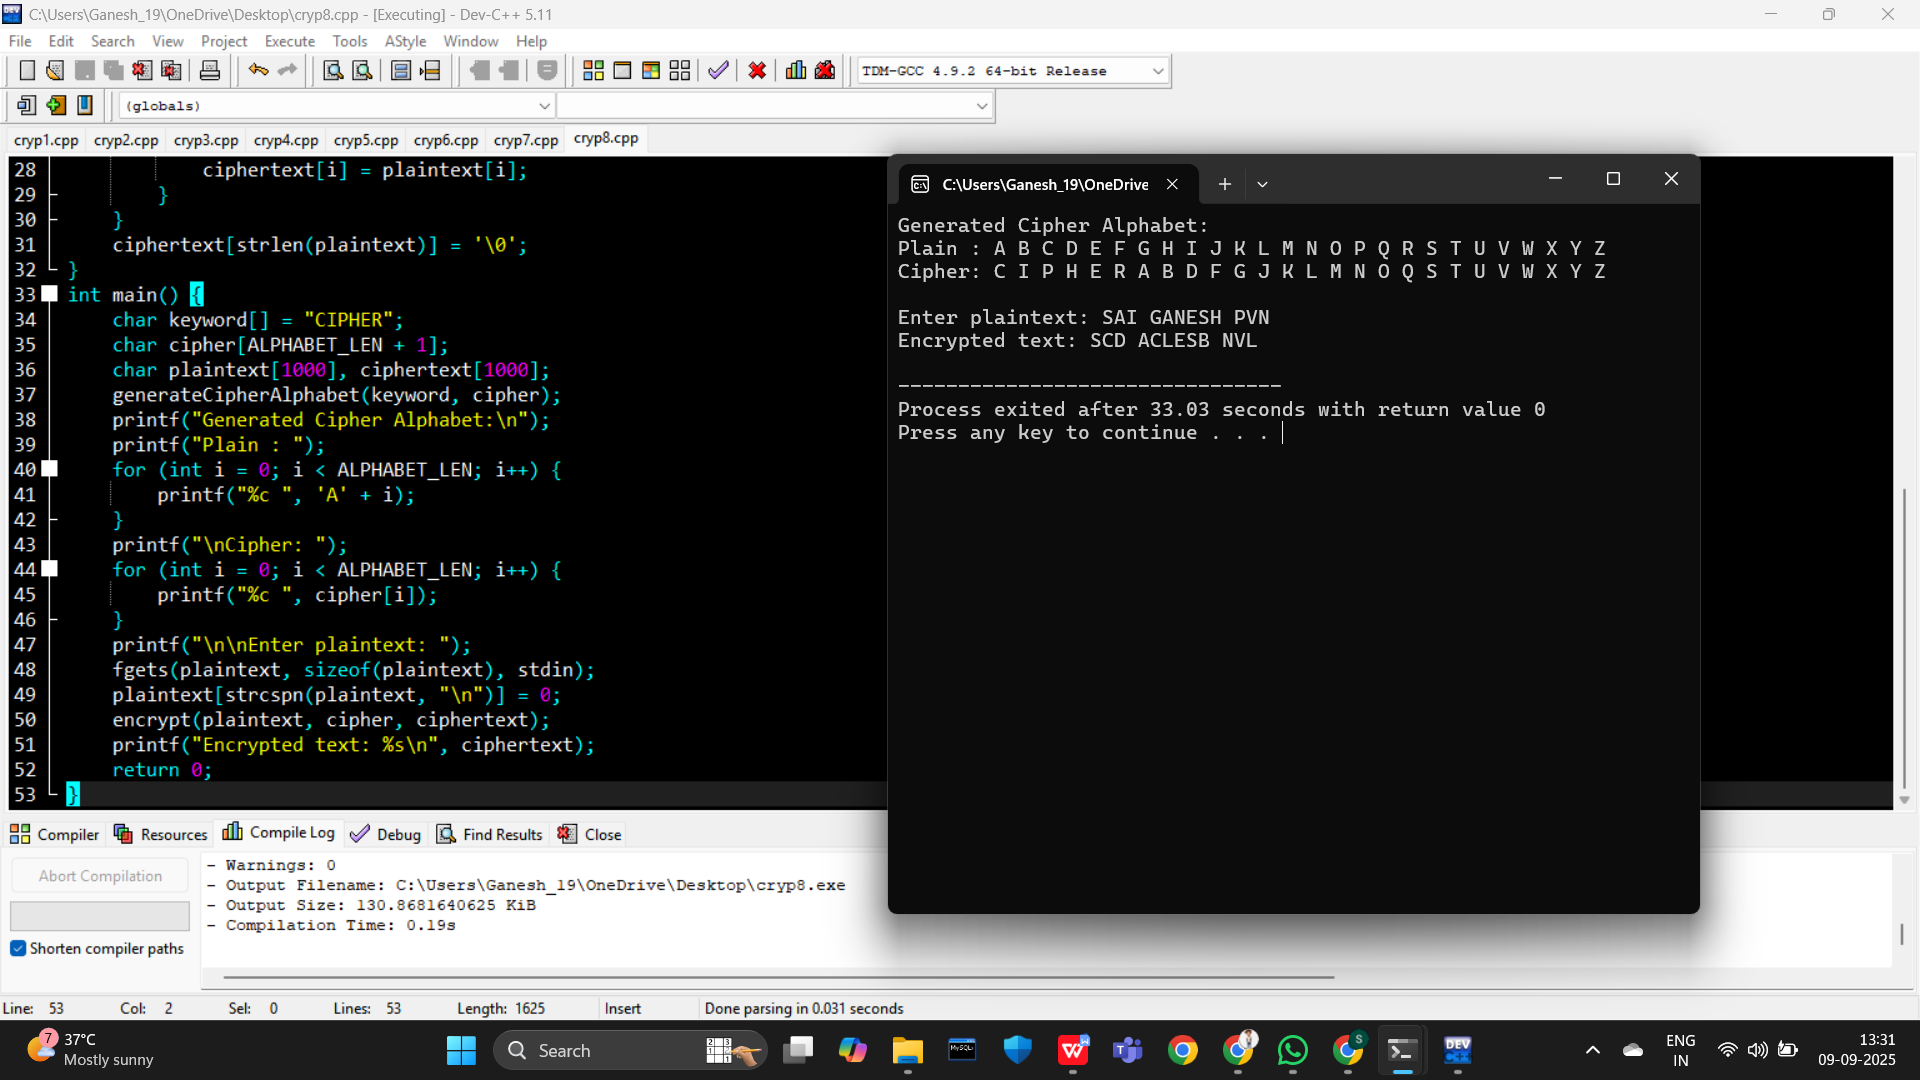 C:\Users\Ganesh_19\OneDrive\Desktop\cryp8.cpp - [Executing] - Dev-C++ 5.11
File Edit Search View Project Execute Tools AStyle Window Help
TDM-GCC 4.9.2 64-bit Release
(globals)
cryp1.cpp cryp2.cpp cryp3.cpp cryp4.cpp cryp5.cpp cryp6.cpp cryp7.cpp cryp8.cpp
28 ciphertext[i] = plaintext[i];
29 }
30 }
31 ciphertext[strlen(plaintext)] = '\0';
32 }
33 int main() {
34 char keyword[] = "CIPHER";
35 char cipher[ALPHABET_LEN + 1];
36 char plaintext[1000], ciphertext[1000];
37 generateCipherAlphabet(keyword, cipher);
38 printf("Generated Cipher Alphabet:\n");
39 printf("Plain : ");
40 for (int i = 0; i < ALPHABET_LEN; i++) {
41 printf("%c ", 'A' + i);
42 }
43 printf("\nCipher: ");
44 for (int i = 0; i < ALPHABET_LEN; i++) {
45 printf("%c ", cipher[i]);
46 }
47 printf("\n\nEnter plaintext: ");
48 fgets(plaintext, sizeof(plaintext), stdin);
49 plaintext[strcspn(plaintext, "\n")] = 0;
50 encrypt(plaintext, cipher, ciphertext);
51 printf("Encrypted text: %s\n", ciphertext);
52 return 0;
53 }
C:\Users\Ganesh_19\OneDrive
Generated Cipher Alphabet:
Plain : A B C D E F G H I J K L M N O P Q R S T U V W X Y Z
Cipher: C I P H E R A B D F G J K L M N O Q S T U V W X Y Z
Enter plaintext: SAI GANESH PVN
Encrypted text: SCD ACLESB NVL
--------------------------------
Process exited after 33.03 seconds with return value 0
Press any key to continue . . .
Compiler Resources Compile Log Debug Find Results Close
Abort Compilation
Shorten compiler paths
- Warnings: 0
- Output Filename: C:\Users\Ganesh_19\OneDrive\Desktop\cryp8.exe
- Output Size: 130.8681640625 KiB
- Compilation Time: 0.19s
Line: 53 Col: 2 Sel: 0 Lines: 53 Length: 1625 Insert Done parsing in 0.031 seconds
7 37°C
Mostly sunny
Search
MySQL
W
T
S
DEV
C++
ENG
IN
13:31
09-09-2025